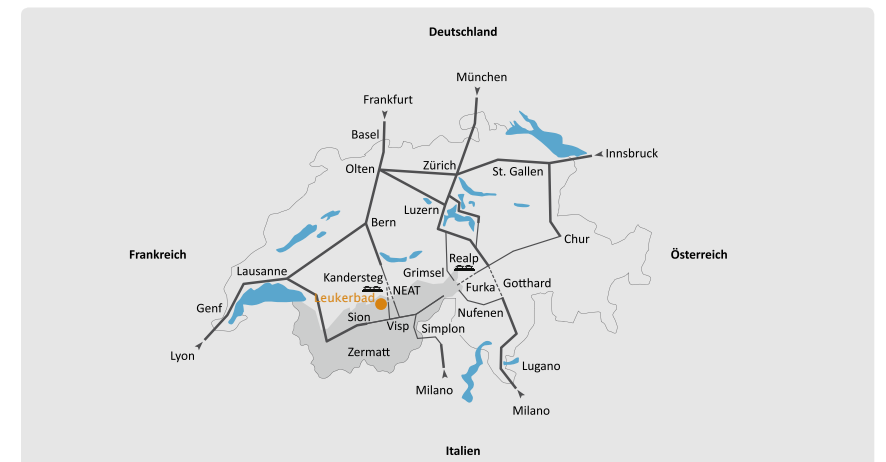 Deutschland
München
Frankfurt
Basel
Innsbruck
Zürich
Olten
St. Gallen
Luzern
Bern
Chur
Frankreich
Österreich
Realp
Lausanne
Grimsel
Kandersteg
Gotthard
Furka
NEAT
Leukerbad
Genf
Nufenen
Sion
Visp
Simplon
Zermatt
Lyon
Lugano
Milano
Milano
Italien